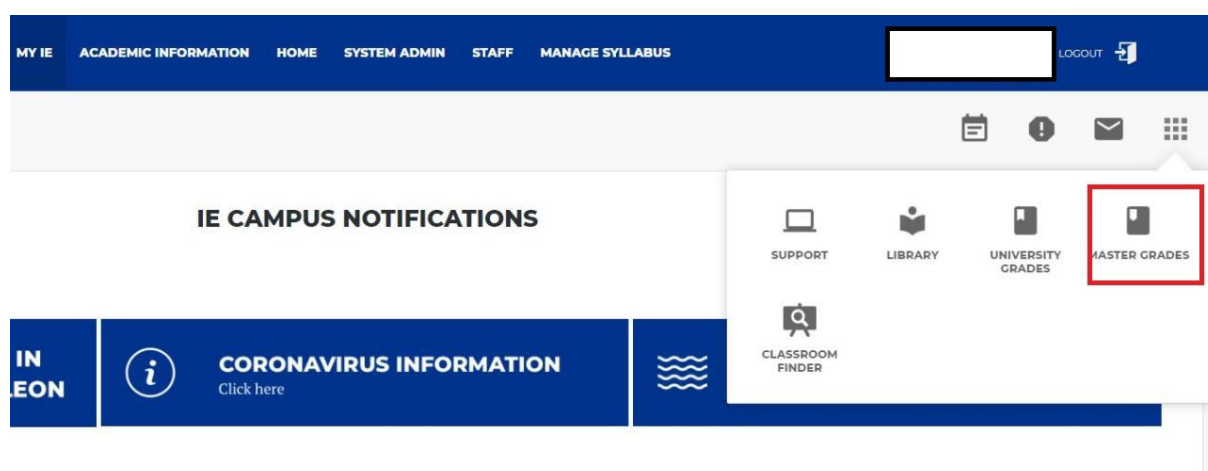 MY IE ACADEMIC INFORMATION HOME SYSTEM ADMIN STAFF MANAGE SYLLABUS LOGOUT
IE CAMPUS NOTIFICATIONS
SUPPORT LIBRARY UNIVERSITY GRADES MASTER GRADES
CLASSROOM FINDER
IN
LEON
CORONAVIRUS INFORMATION
Click here